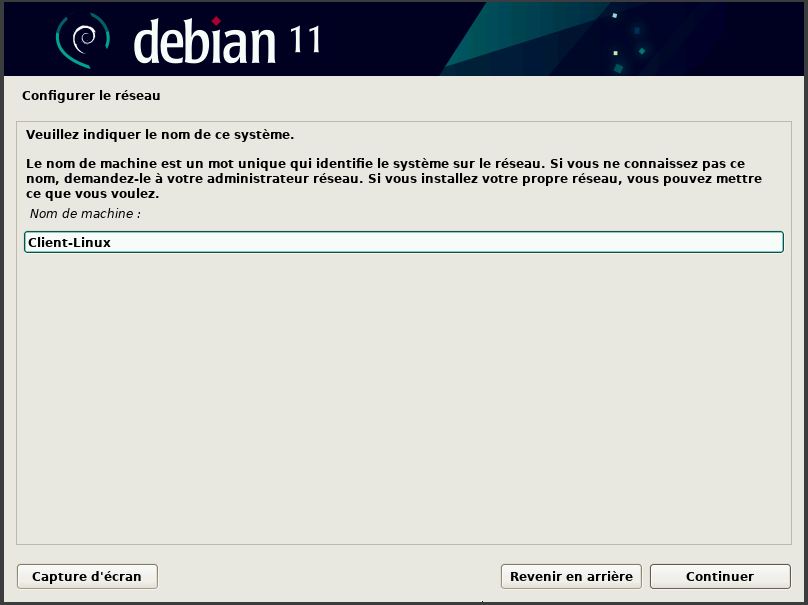 debian 11
Configurer le réseau
Veuillez indiquer le nom de ce système.
Le nom de machine est un mot unique qui identifie le système sur le réseau. Si vous ne connaissez pas ce
nom, demandez-le à votre administrateur réseau. Si vous installez votre propre réseau, vous pouvez mettre
ce que vous voulez.
Nom de machine :
Client-Linux
Capture d'écran
Revenir en arrière
Continuer